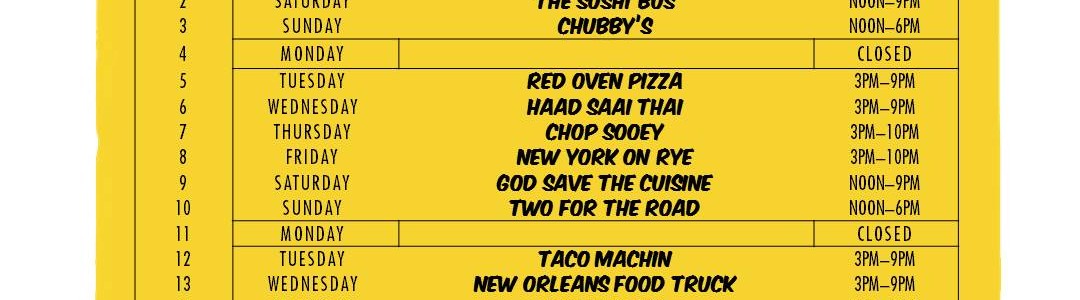 2 SATURDAY THE SUSHI BUS NOON–9PM
3 SUNDAY CHUBBY'S NOON–6PM
4 MONDAY CLOSED
5 TUESDAY RED OVEN PIZZA 3PM–9PM
6 WEDNESDAY HAAD SAAI THAI 3PM–9PM
7 THURSDAY CHOP SOOEY 3PM–10PM
8 FRIDAY NEW YORK ON RYE 3PM–10PM
9 SATURDAY GOD SAVE THE CUISINE NOON–9PM
10 SUNDAY TWO FOR THE ROAD NOON–6PM
11 MONDAY CLOSED
12 TUESDAY TACO MACHIN 3PM–9PM
13 WEDNESDAY NEW ORLEANS FOOD TRUCK 3PM–9PM